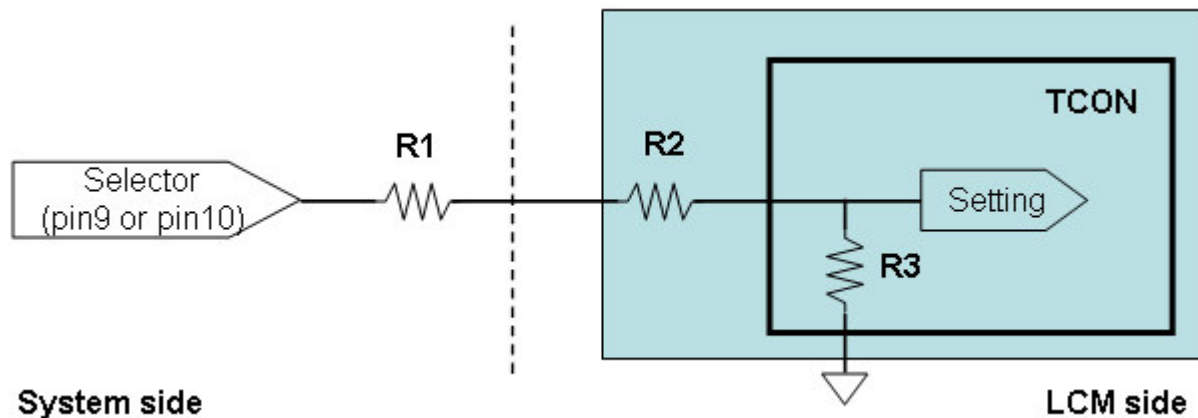 TCON
R1
R2
Selector
(pin9 or pin10)
Setting
R3
System side
LCM side